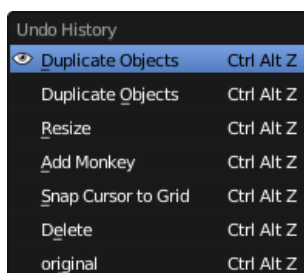 Undo History
Duplicate Objects Ctrl Alt Z
Duplicate Objects Ctrl Alt Z
Resize Ctrl Alt Z
Add Monkey Ctrl Alt Z
Snap Cursor to Grid Ctrl Alt Z
Delete Ctrl Alt Z
original Ctrl Alt Z